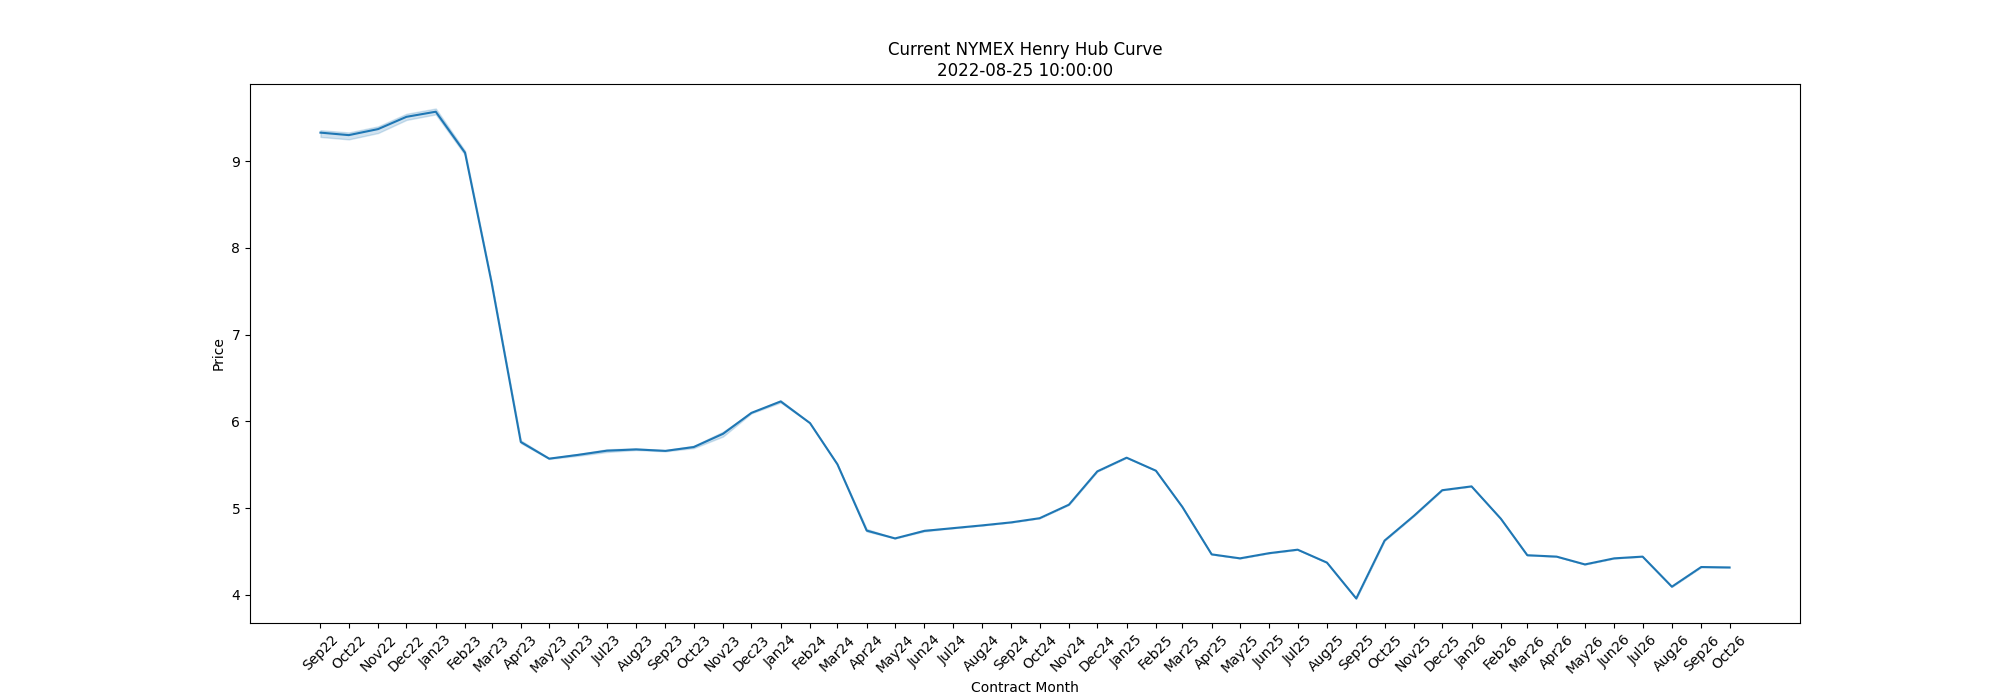 Current NYMEX Henry Hub Curve
2022-08-25 10:00:00
Price
9
8
7
6
5
4
Sep22 Oct22 Nov22 Dec22 Jan23 Feb23 Mar23 Apr23 May23 Jun23 Jul23 Aug23 Sep23 Oct23 Nov23 Dec23 Jan24 Feb24 Mar24 Apr24 May24 Jun24 Jul24 Aug24 Sep24 Oct24 Nov24 Dec24 Jan25 Feb25 Mar25 Apr25 May25 Jun25 Jul25 Aug25 Sep25 Oct25 Nov25 Dec25 Jan26 Feb26 Mar26 Apr26 May26 Jun26 Jul26 Aug26 Sep26 Oct26
Contract Month